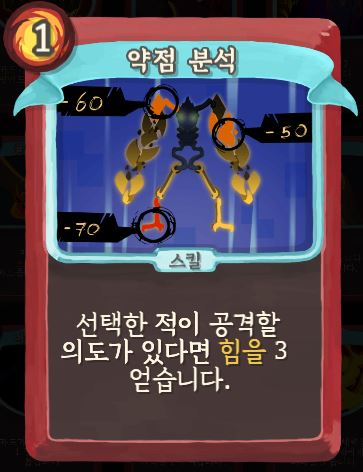 1
약점 분석
-60
-50
-70
스킬
선택한 적이 공격할
의도가 있다면 힘을 3
얻습니다.